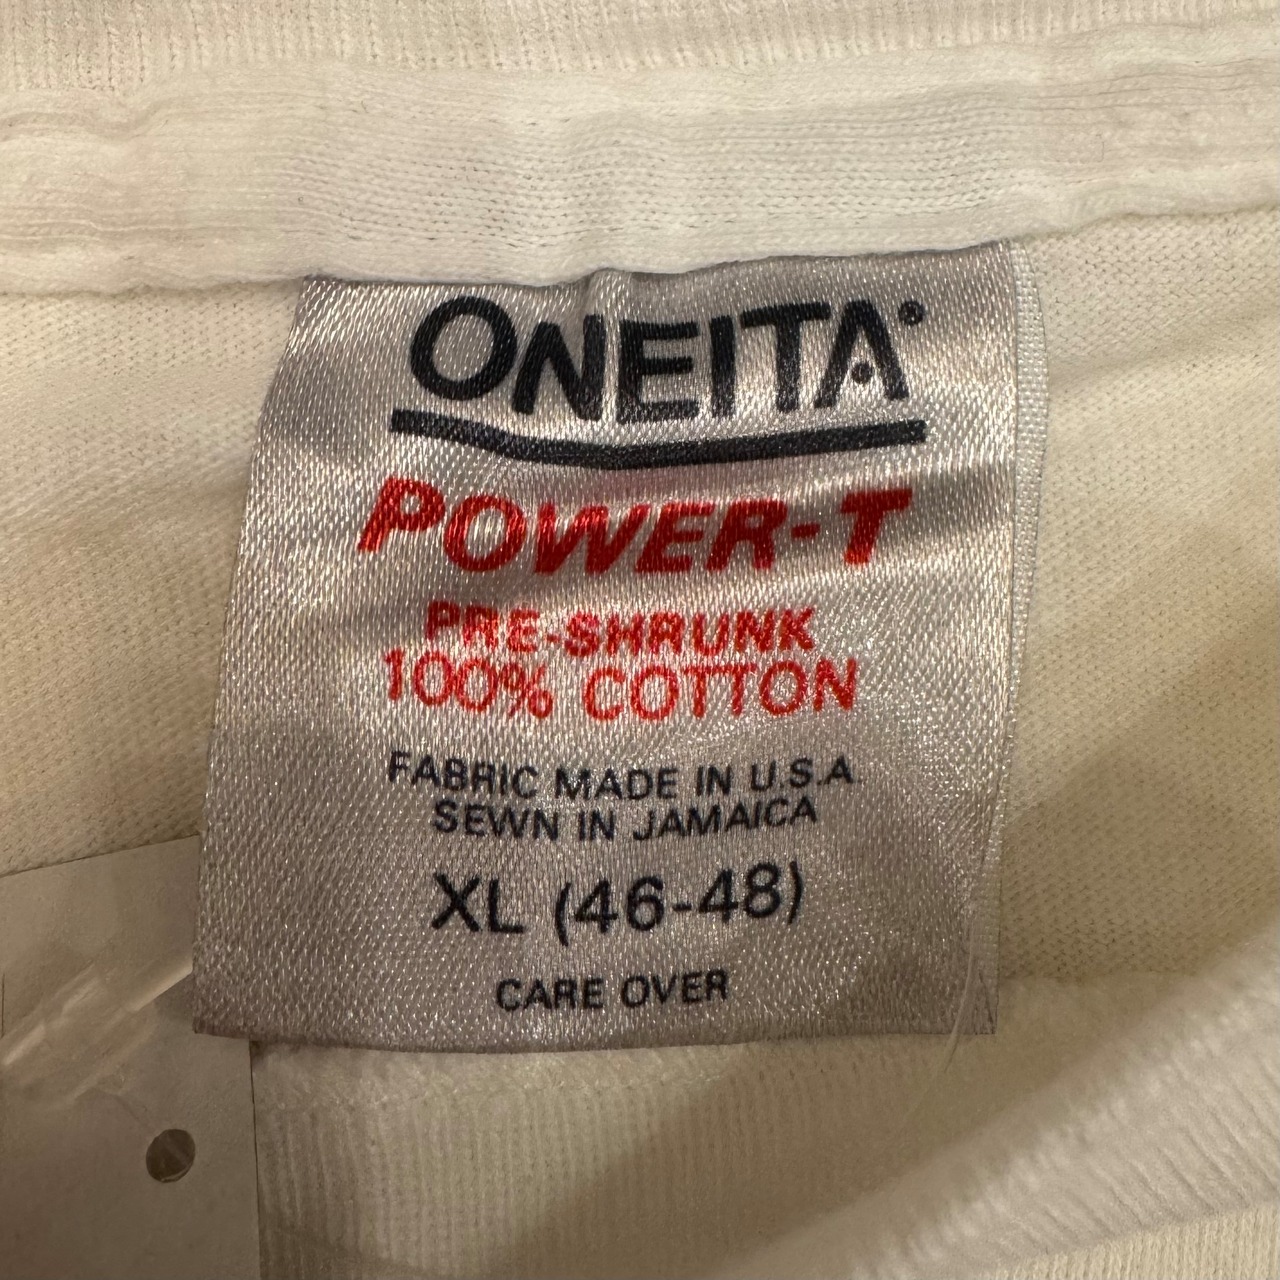 ONEITA
POWER-T
PRE-SHRUNK
100% COTTON
FABRIC MADE IN U.S.A
SEWN IN JAMAICA
XL (46-48)
CARE OVER